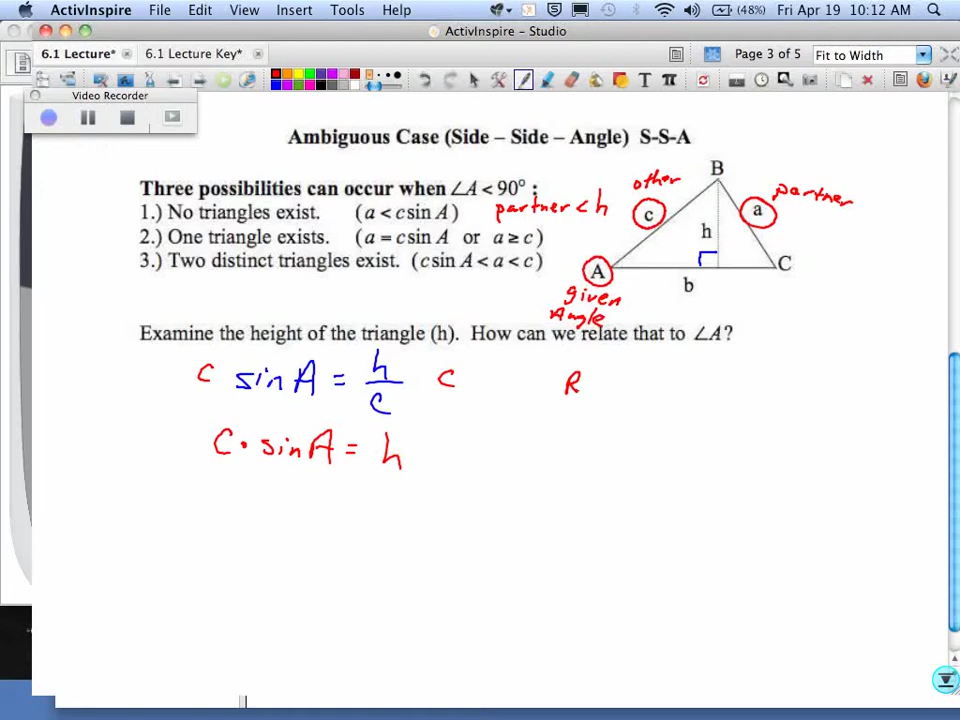 ActivInspire File Edit View Insert Tools Help (48%) Fri Apr 19 10:12 AM
ActivInspire - Studio
6.1 Lecture* 6.1 Lecture Key* Page 3 of 5 Fit to Width
Video Recorder
Ambiguous Case (Side – Side – Angle) S-S-A
Three possibilities can occur when ∠A < 90° :
1.) No triangles exist. (a < c sin A) partner < h
2.) One triangle exists. (a = c sin A or a ≥ c)
3.) Two distinct triangles exist. (c sin A < a < c)
B
other
partner
c
a
h
A
C
b
given
Angle
Examine the height of the triangle (h). How can we relate that to ∠A?
c sin A = h/c c R
c · sin A = h